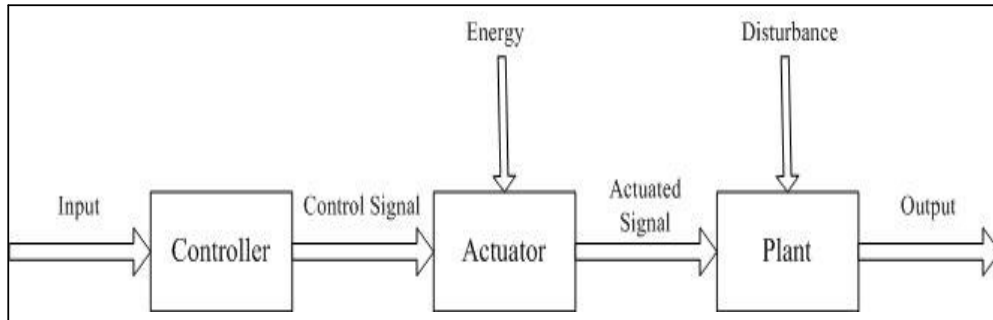 Energy
Disturbance
Input
Controller
Control Signal
Actuator
Actuated
Signal
Plant
Output